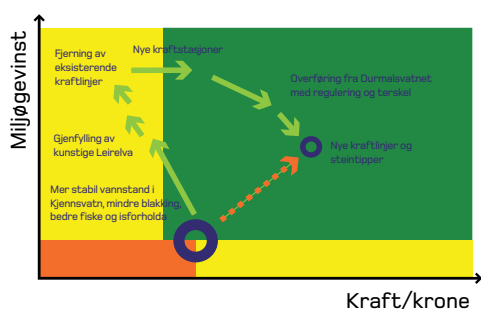 Miljøgevinst
Fjerning av
eksisterende
kraftlinjer
Nye kraftstasjoner
Overføring fra Durmalsvatnet
med regulering og terskel
Gjenfylling av
kunstige Leirelva
Nye kraftlinjer og
steintipper
Mer stabil vannstand i
Kjennsvatn, mindre blakking,
bedre fiske og isforholda
Kraft/krone